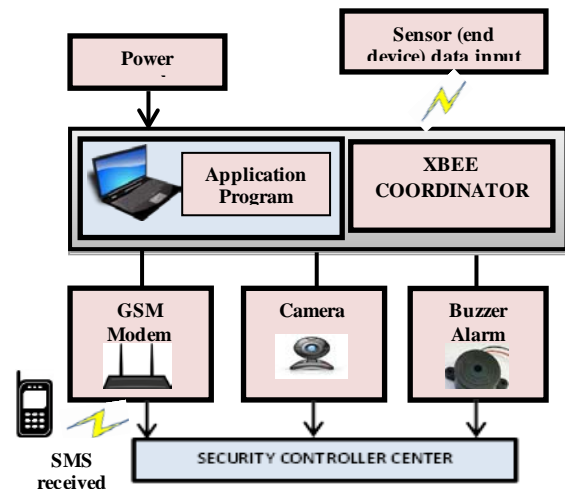 Power
Sensor (end
device) data input
Application
Program
XBEE
COORDINATOR
GSM
Modem
Camera
Buzzer
Alarm
SMS
received
SECURITY CONTROLLER CENTER